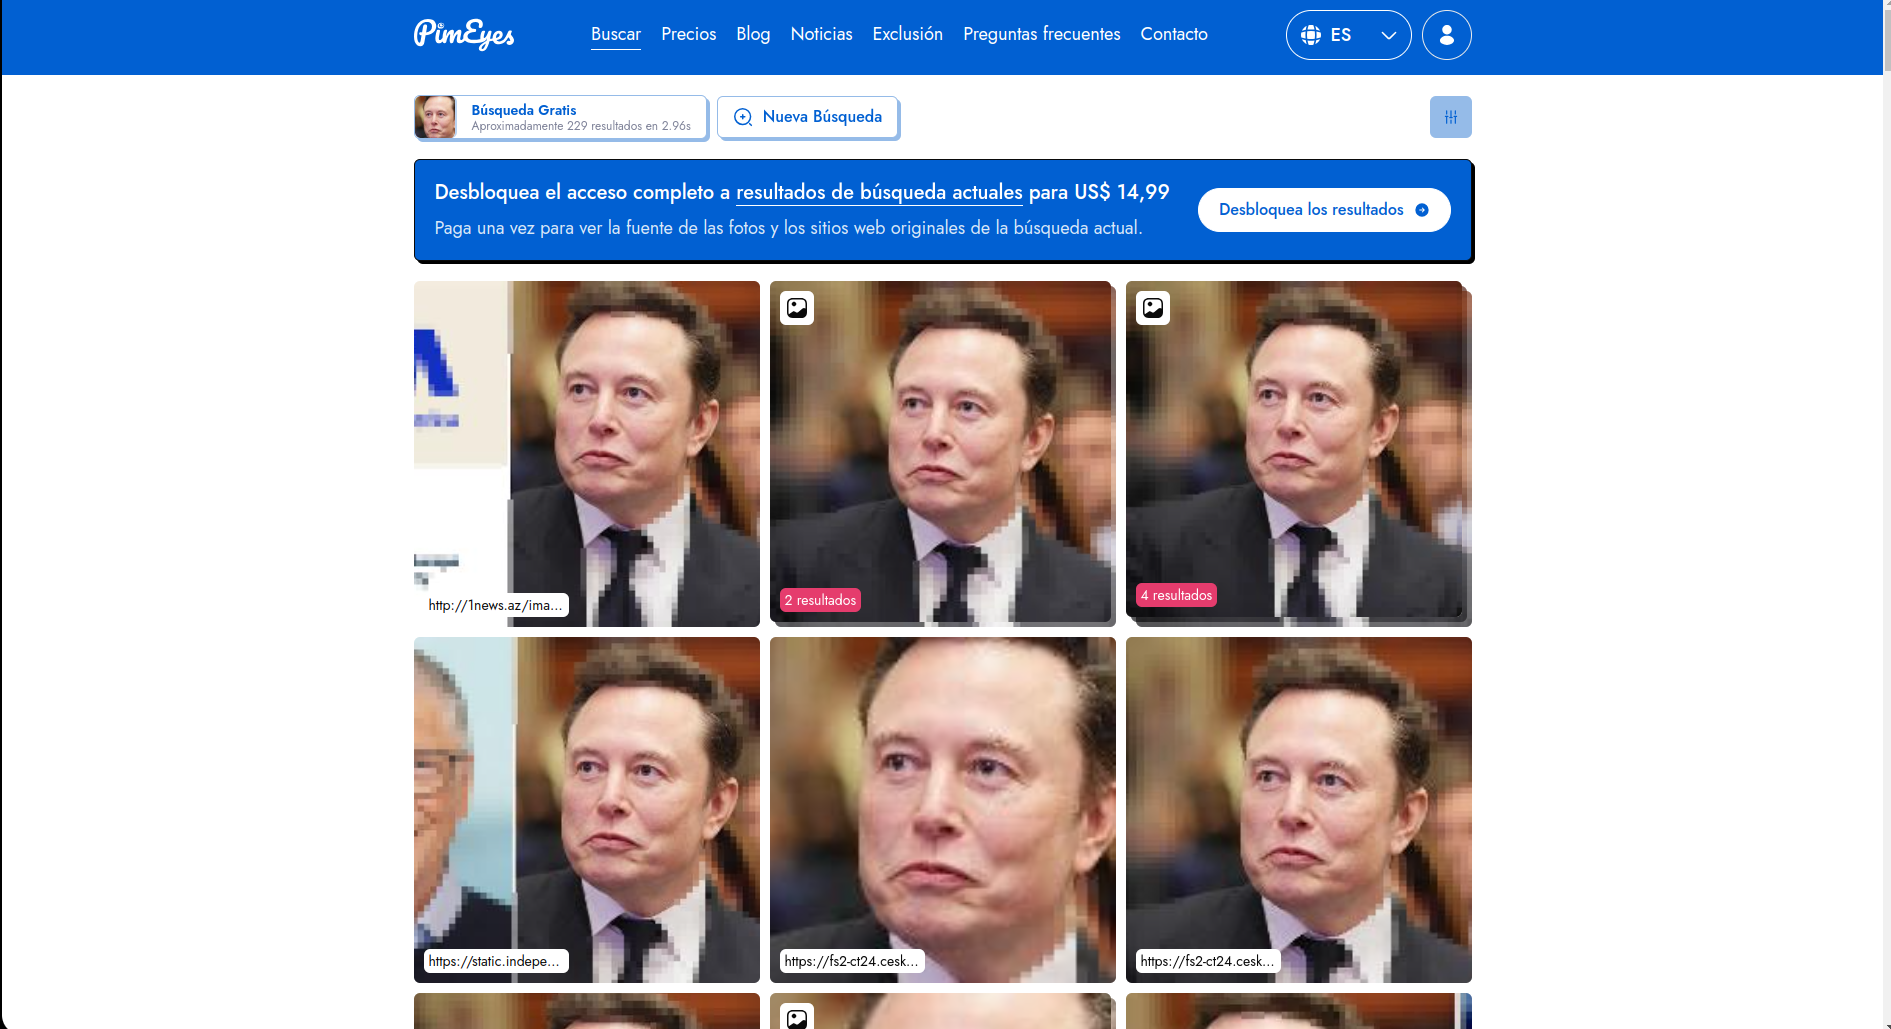 PimEyes
Buscar
Precios
Blog
Noticias
Exclusión
Preguntas frecuentes
Contacto
ES
Búsqueda Gratis
Aproximadamente 229 resultados en 2.96s
Nueva Búsqueda
Desbloquea el acceso completo a resultados de búsqueda actuales para US$ 14,99
Paga una vez para ver la fuente de las fotos y los sitios web originales de la búsqueda actual.
Desbloquea los resultados
http://1news.az/ima...
2 resultados
4 resultados
https://static.indepe...
https://fs2-ct24.cesk...
https://fs2-ct24.cesk...